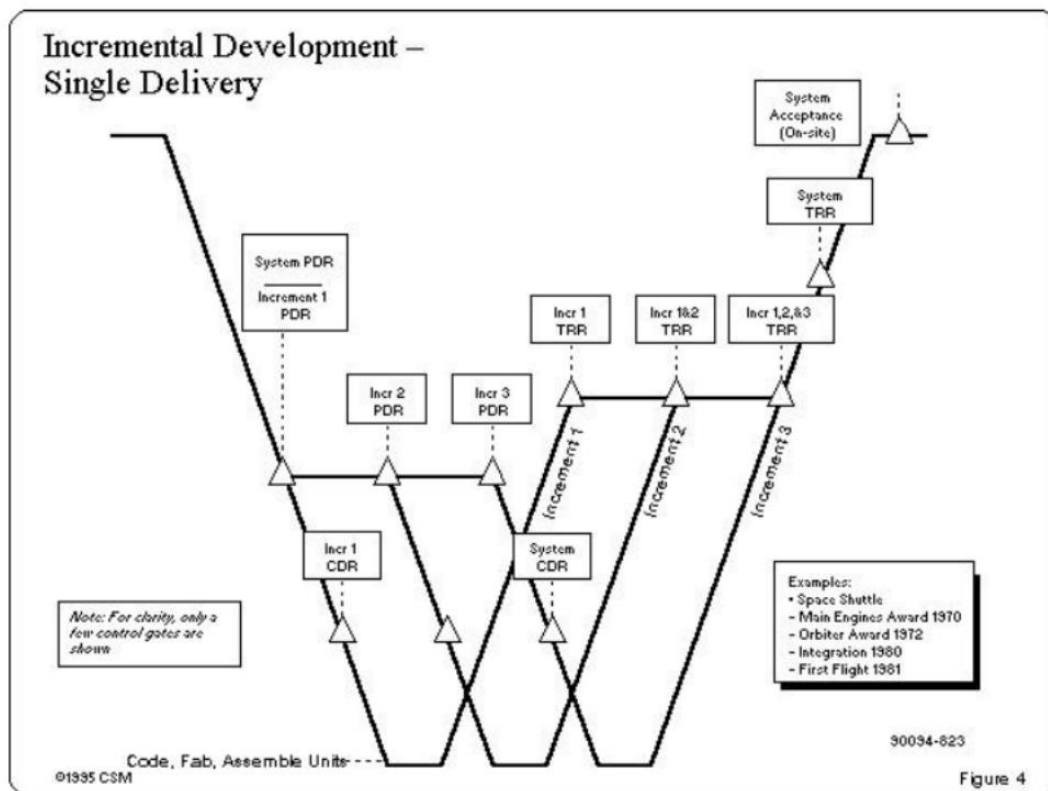 Incremental Development –
Single Delivery
System
Acceptance
(On-site)
System
TRR
System PDR
Increment 1
PDR
Incr 1
TRR
Incr 1&2
TRR
Incr 1,2,&3
TRR
Incr 2
PDR
Incr 3
PDR
Increment 1
Increment 2
Increment 3
Incr 1
CDR
System
CDR
Note: For clarity, only a
few control gates are
shown
Examples:
• Space Shuttle
– Main Engines Award 1970
– Orbiter Award 1972
– Integration 1980
– First Flight 1981
90094-823
Code, Fab, Assemble Units
©1995 CSM
Figure 4